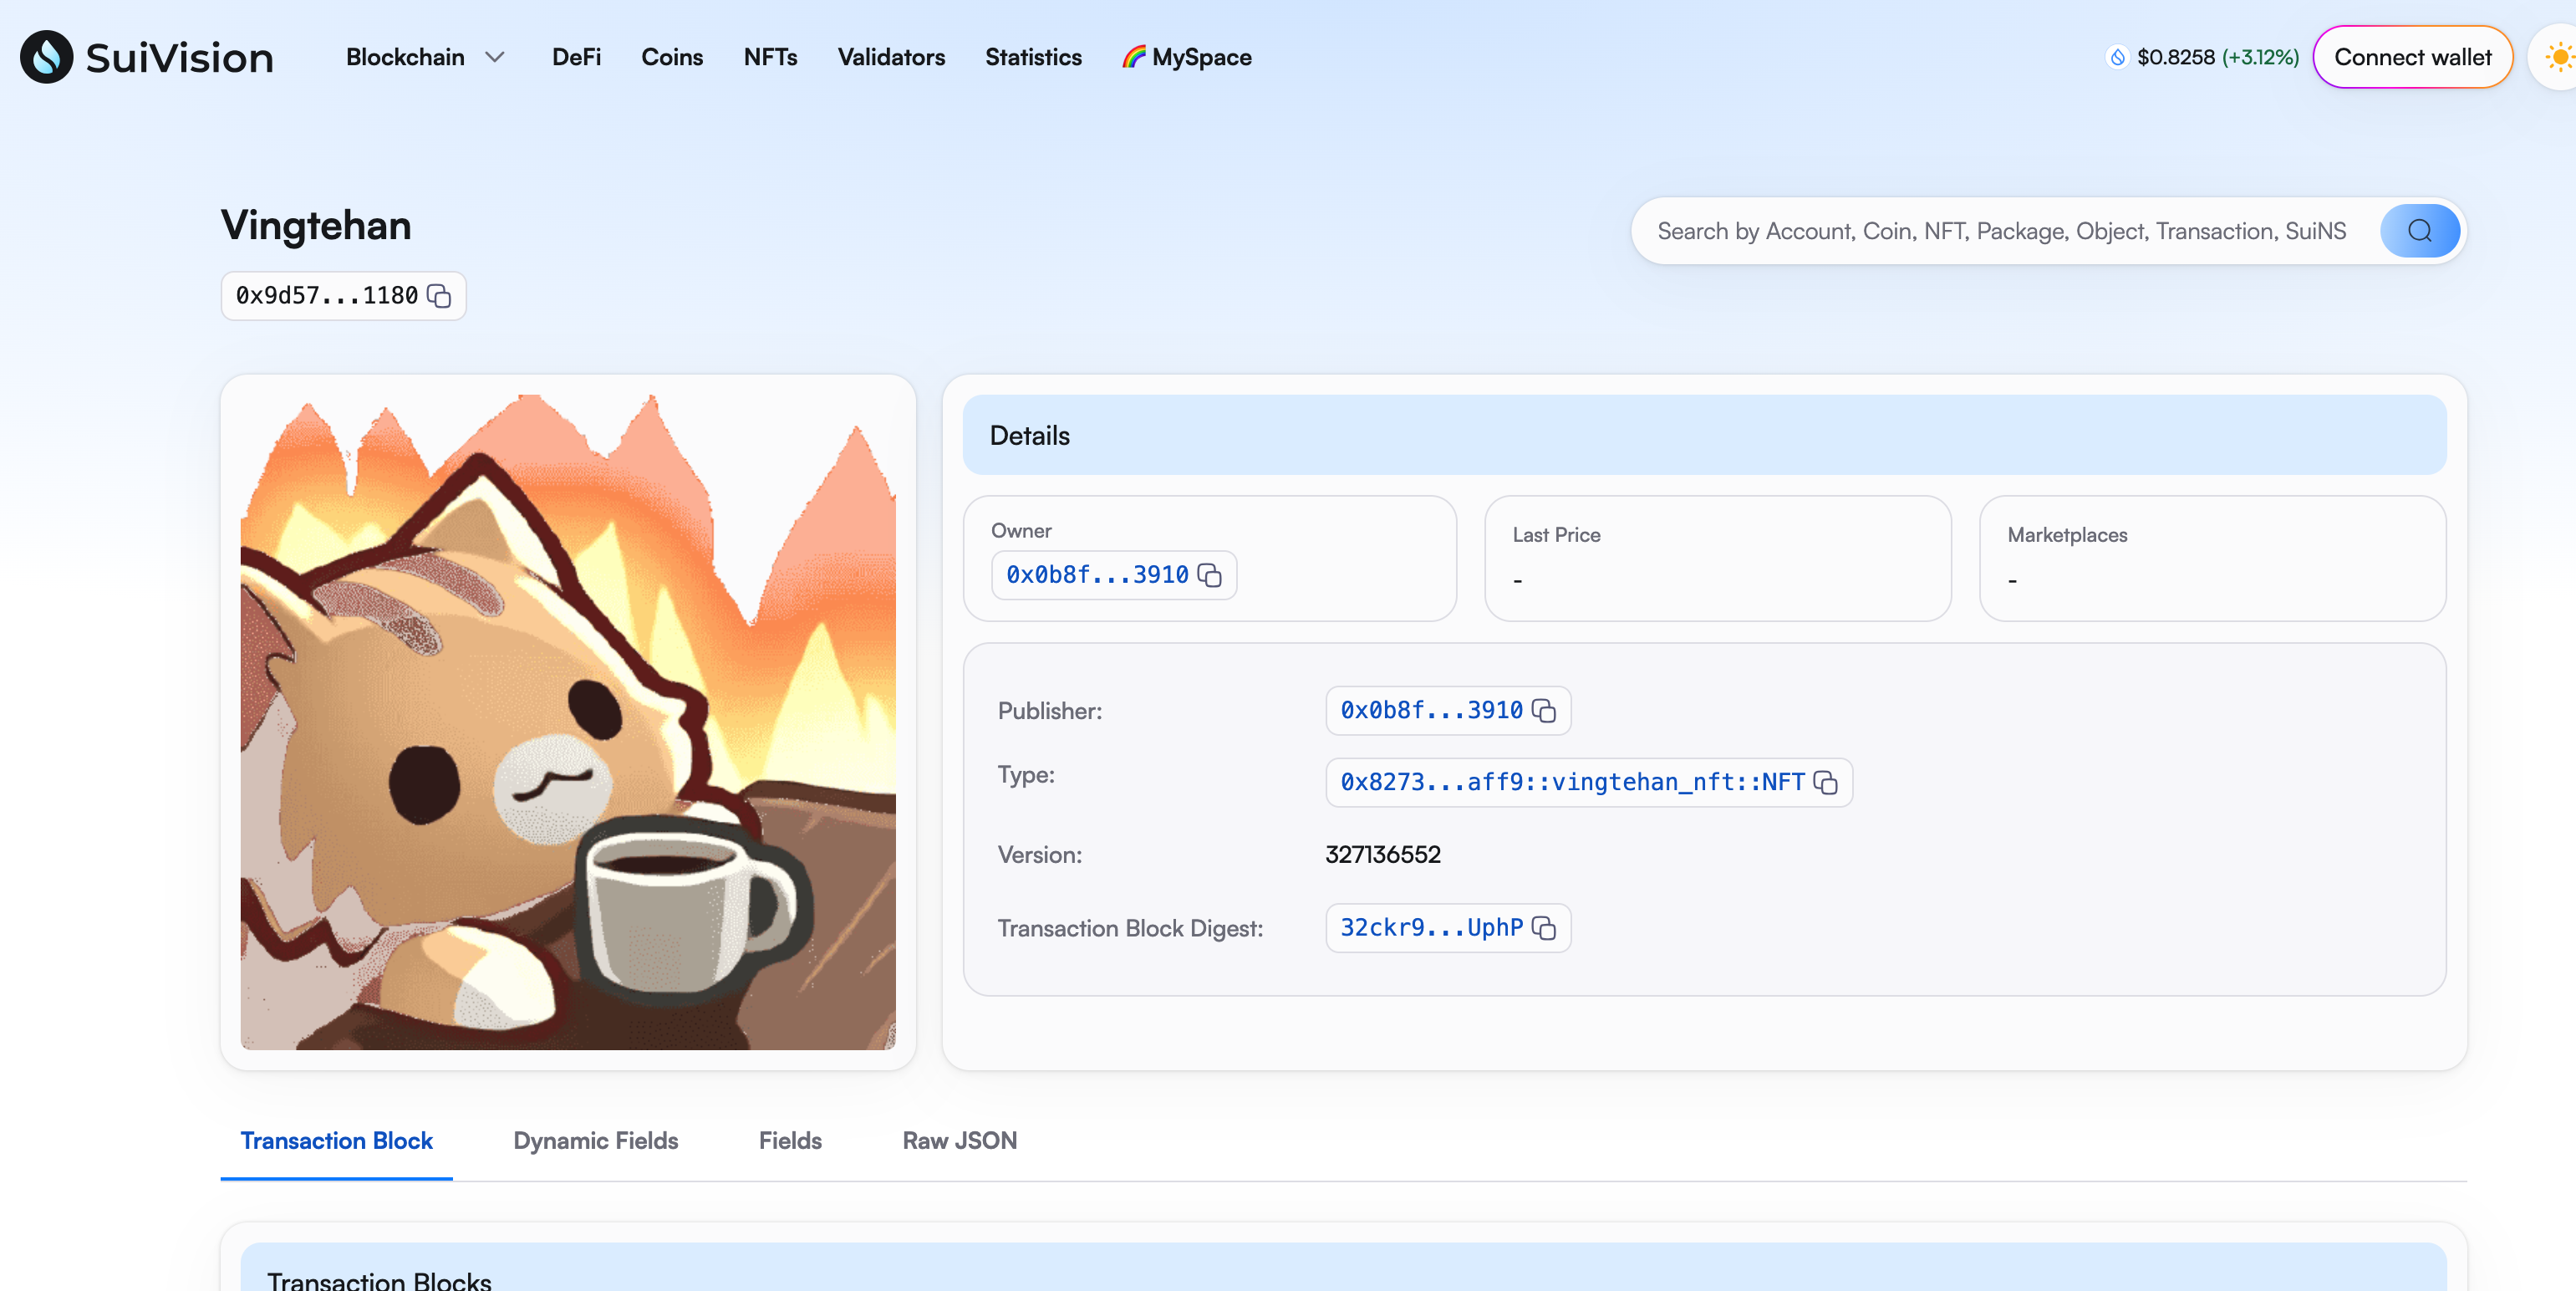 SuiVision
Blockchain DeFi Coins NFTs Validators Statistics MySpace
$0.8258 (+3.12%) Connect wallet
Vingtehan
Search by Account, Coin, NFT, Package, Object, Transaction, SuiNS
0x9d57...1180
Details
Owner
0x0b8f...3910
Last Price
-
Marketplaces
-
Publisher: 0x0b8f...3910
Type: 0x8273...aff9::vingtehan_nft::NFT
Version: 327136552
Transaction Block Digest: 32ckr9...UphP
Transaction Block Dynamic Fields Fields Raw JSON
Transaction Blocks